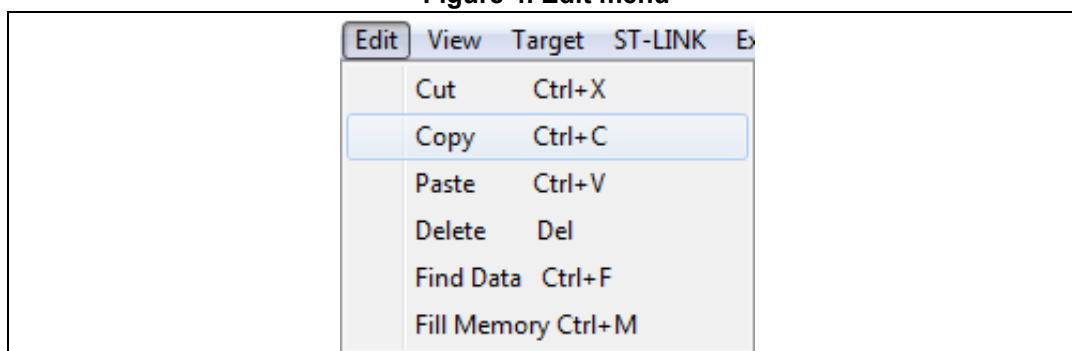 Edit View Target ST-LINK
Cut Ctrl+X
Copy Ctrl+C
Paste Ctrl+V
Delete Del
Find Data Ctrl+F
Fill Memory Ctrl+M